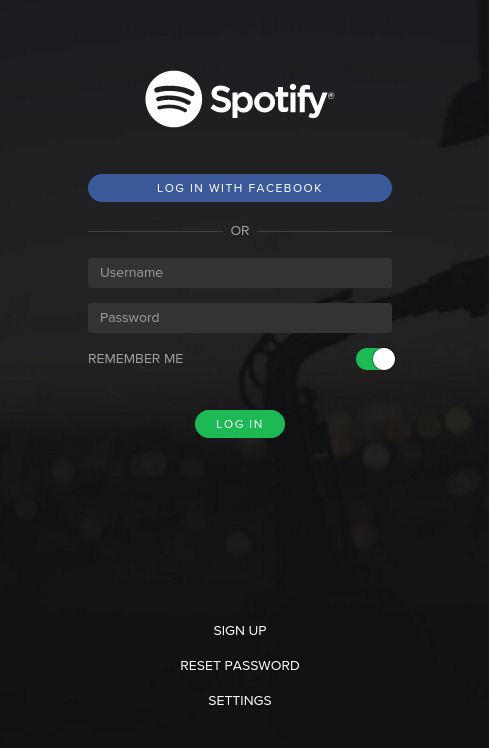 Spotify®
LOG IN WITH FACEBOOK
OR
Username
Password
REMEMBER ME
LOG IN
SIGN UP
RESET PASSWORD
SETTINGS